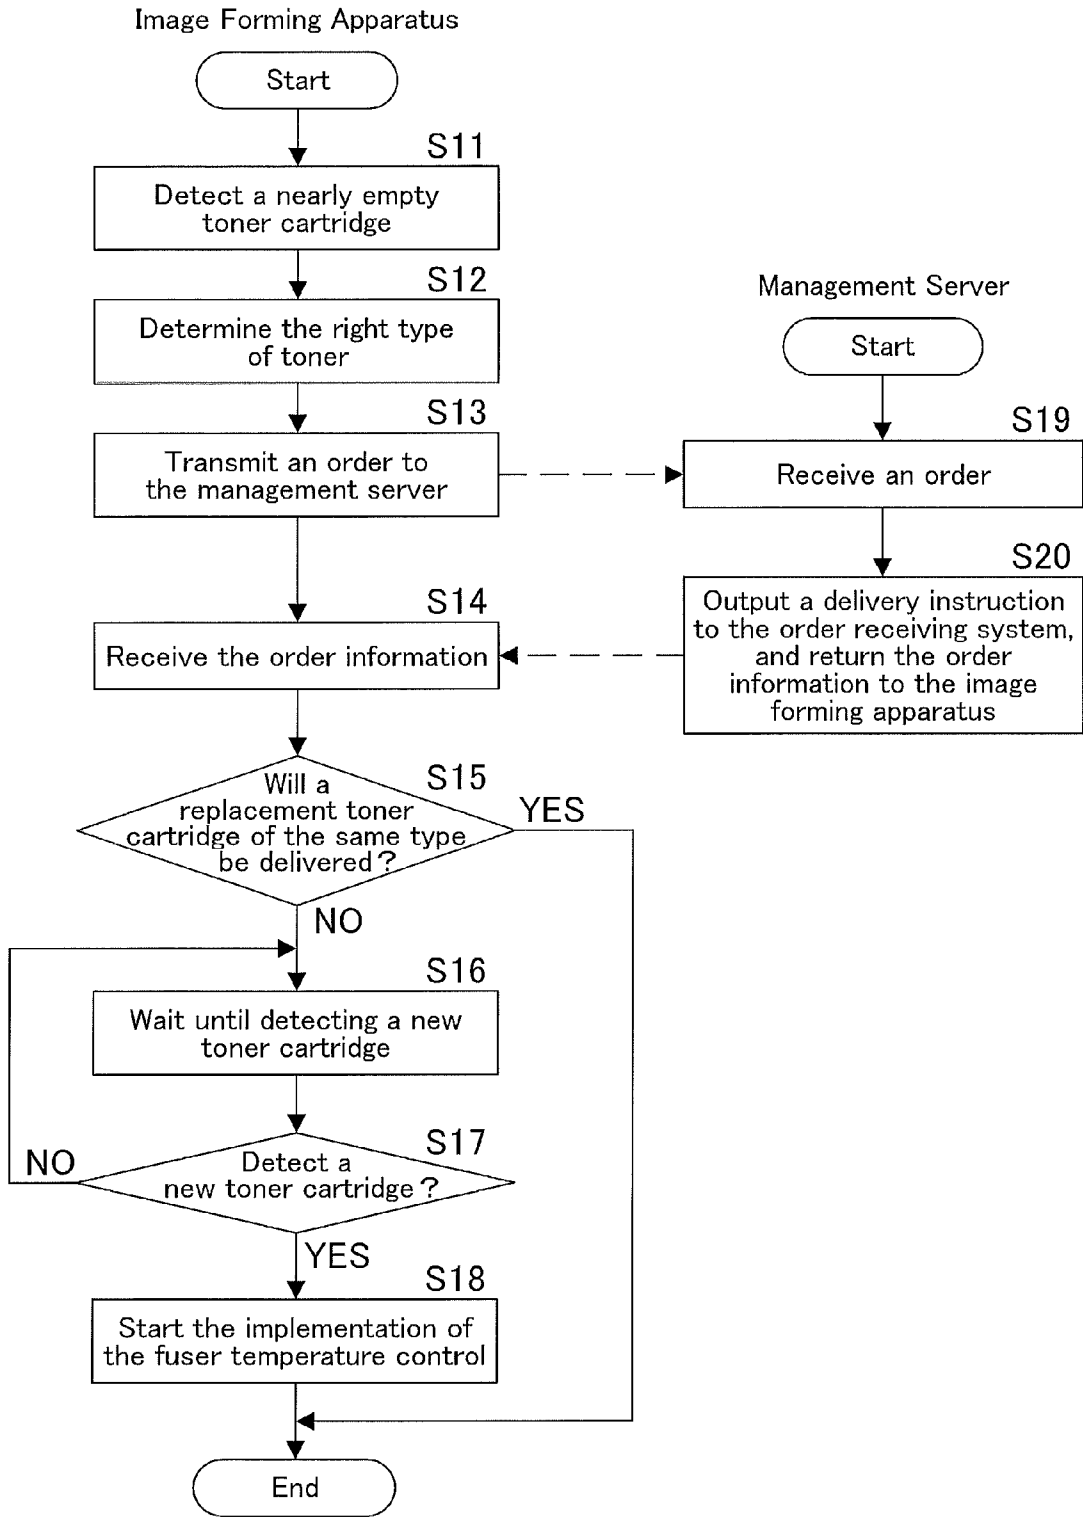 Image Forming Apparatus
Start
S11
Detect a nearly empty
toner cartridge
S12
Determine the right type
of toner
S13
Transmit an order to
the management server
S14
Receive the order information
S15
Will a
replacement toner
cartridge of the same type
be delivered?
YES
NO
S16
Wait until detecting a new
toner cartridge
S17
Detect a
new toner cartridge?
NO
YES
S18
Start the implementation of
the fuser temperature control
End
Management Server
Start
S19
Receive an order
S20
Output a delivery instruction
to the order receiving system,
and return the order
information to the image
forming apparatus